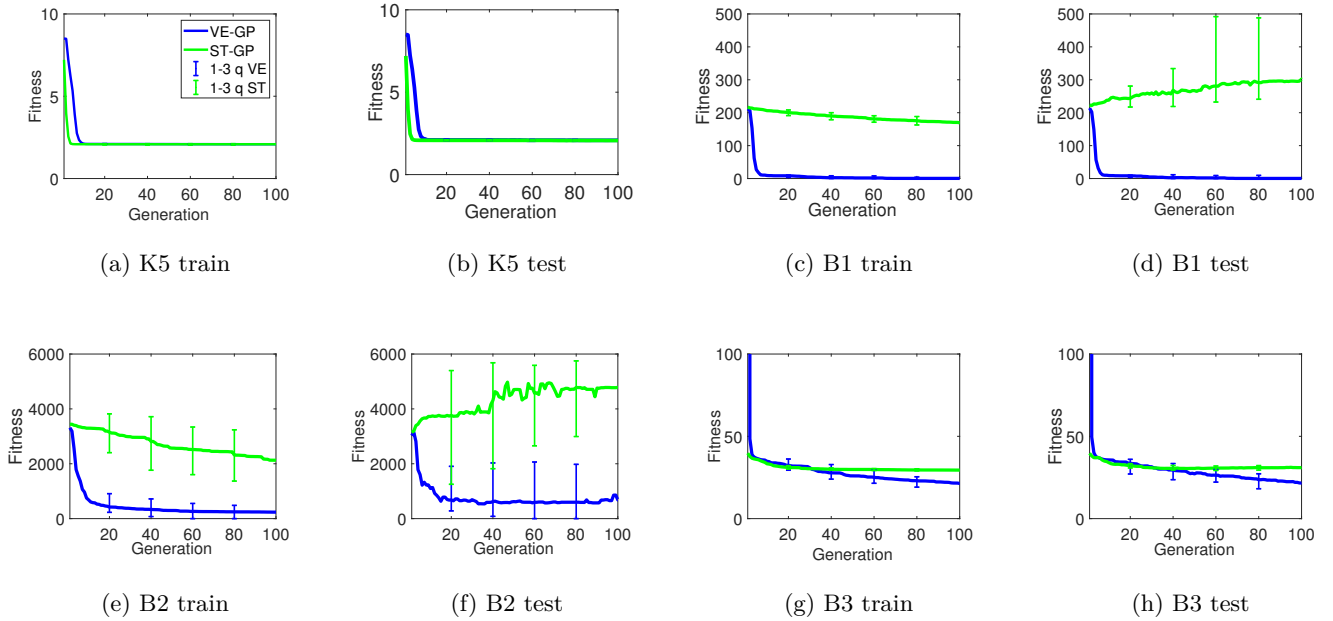 10
5
0
Fitness
20 40 60 80 100
Generation
VE-GP
ST-GP
1-3 q VE
1-3 q ST
(a) K5 train
10
5
0
Fitness
20 40 60 80 100
Generation
(b) K5 test
500
400
300
200
100
0
Fitness
20 40 60 80 100
Generation
(c) B1 train
500
400
300
200
100
0
Fitness
20 40 60 80 100
Generation
(d) B1 test
6000
4000
2000
0
Fitness
20 40 60 80 100
Generation
(e) B2 train
6000
4000
2000
0
Fitness
20 40 60 80 100
Generation
(f) B2 test
100
50
0
Fitness
20 40 60 80 100
Generation
(g) B3 train
100
50
0
Fitness
20 40 60 80 100
Generation
(h) B3 test